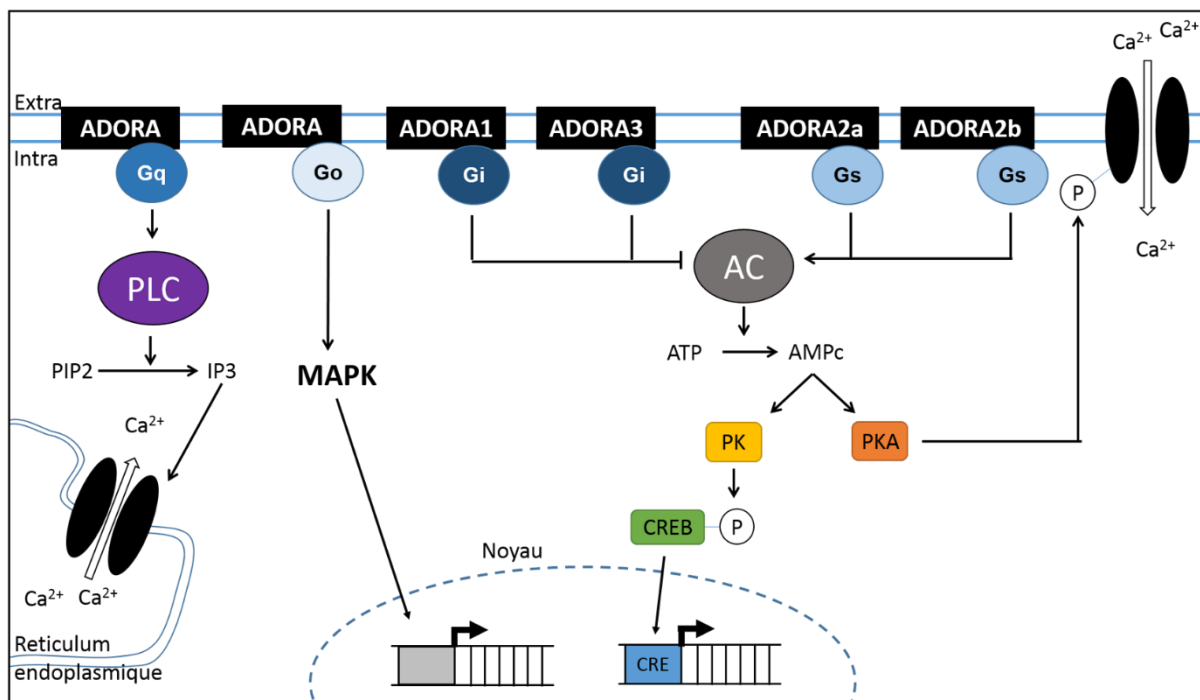 Ca²⁺ Ca²⁺
Extra
ADORA ADORA ADORA1 ADORA3 ADORA2a ADORA2b
Intra
Gq Go Gi Gi Gs Gs
P
Ca²⁺
PLC
AC
PIP2 IP3
MAPK
ATP AMPc
Ca²⁺
PK PKA
CREB P
Noyau
Ca²⁺ Ca²⁺
Reticulum
endoplasmique
CRE